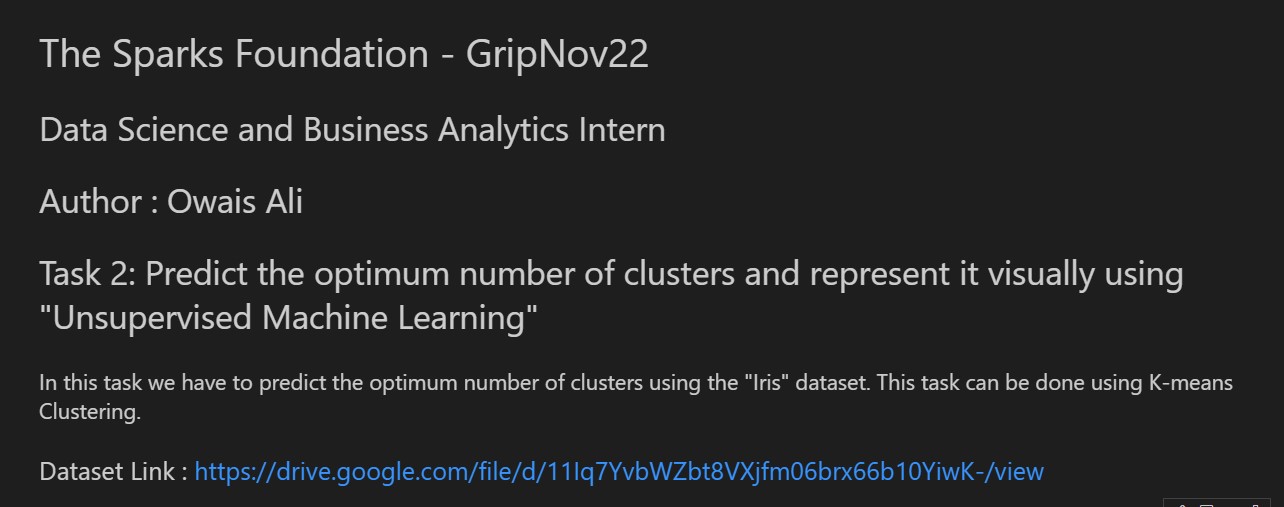 The Sparks Foundation - GripNov22
Data Science and Business Analytics Intern
Author : Owais Ali
Task 2: Predict the optimum number of clusters and represent it visually using
"Unsupervised Machine Learning"
In this task we have to predict the optimum number of clusters using the "Iris" dataset. This task can be done using K-means
Clustering.
Dataset Link : https://drive.google.com/file/d/11Iq7YvbWZbt8VXjfm06brx66b10YiwK-/view